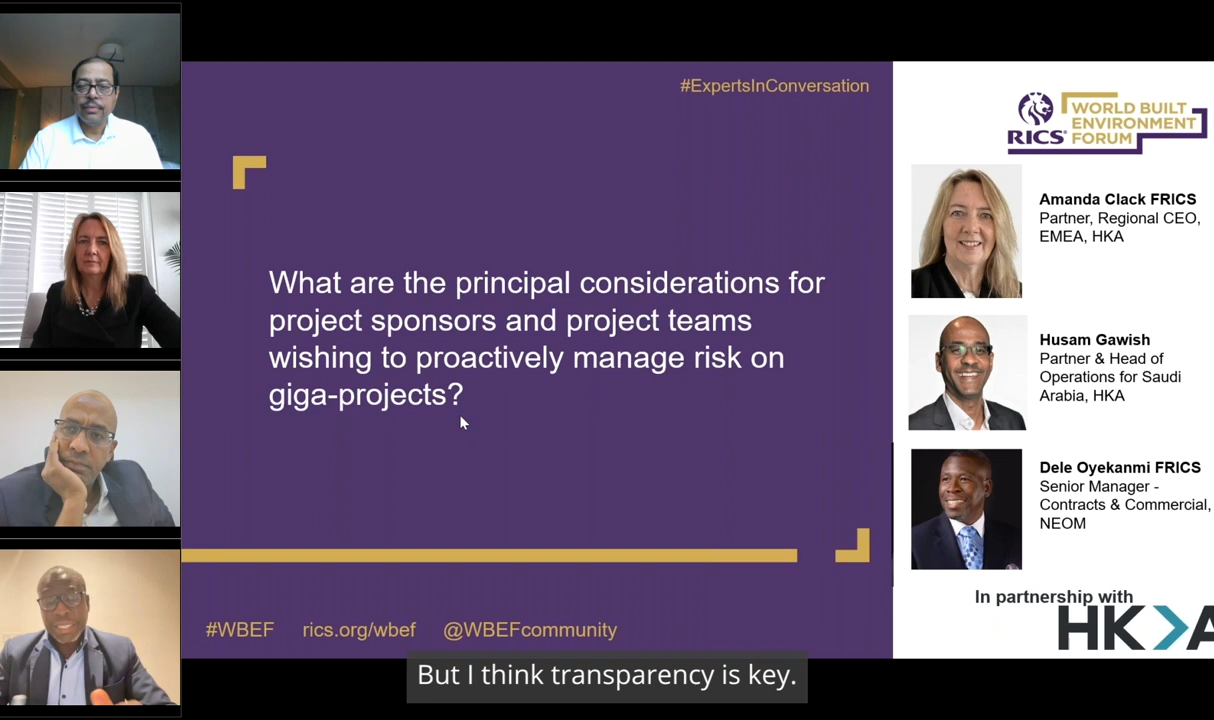 #ExpertsInConversation
What are the principal considerations for
project sponsors and project teams
wishing to proactively manage risk on
giga-projects?
#WBEF rics.org/wbef @WBEFcommunity
RICS
WORLD BUILT
ENVIRONMENT
FORUM
Amanda Clack FRICS
Partner, Regional CEO,
EMEA, HKA
Husam Gawish
Partner & Head of
Operations for Saudi
Arabia, HKA
Dele Oyekanmi FRICS
Senior Manager -
Contracts & Commercial,
NEOM
In partnership with
HKA
But I think transparency is key.